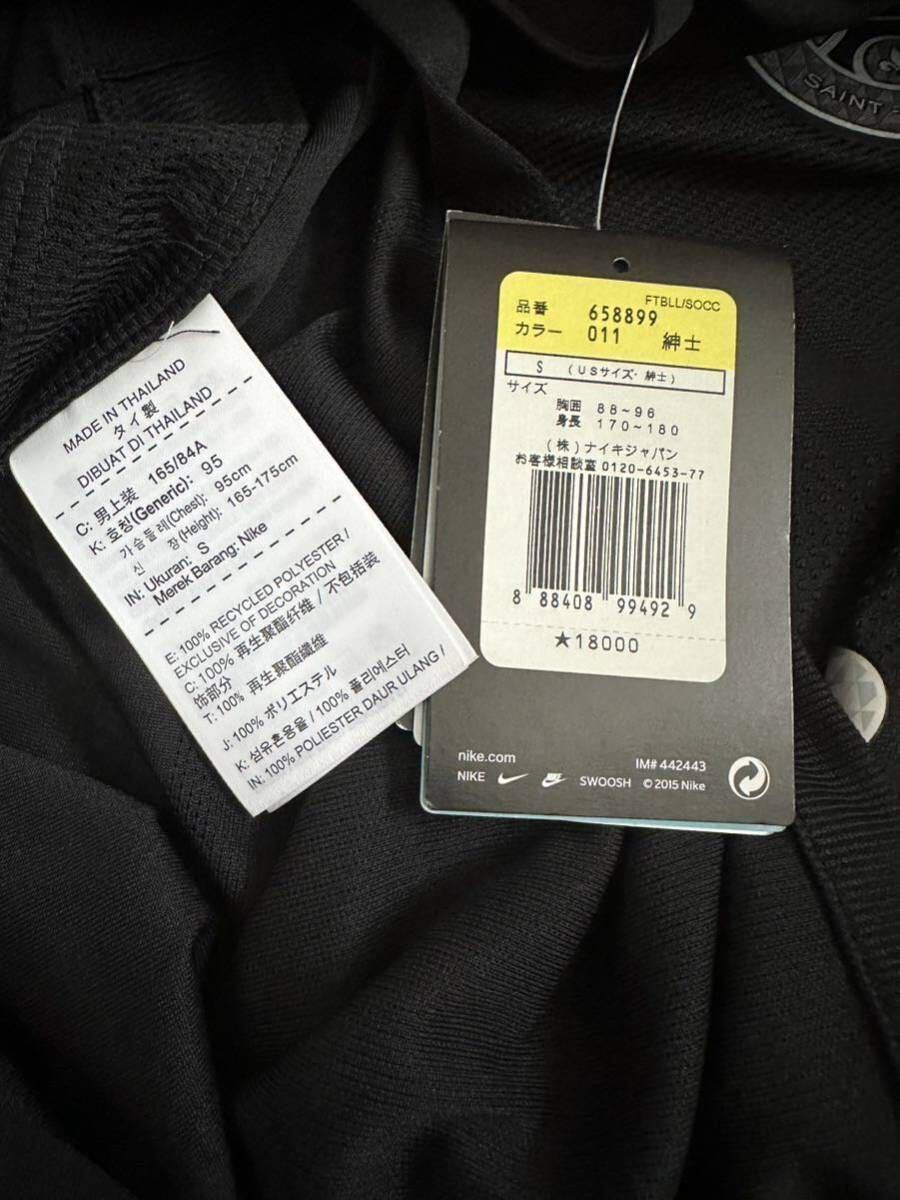 MADE IN THAILAND
タイ製
DIBUAT DI THAILAND
C: 男上装 165/84A
K: 호칭(Generic): 95
가슴둘레(Chest): 95cm
신 장(Height): 165-175cm
IN: Ukuran: S
Merek Barang: Nike
E: 100% RECYCLED POLYESTER /
EXCLUSIVE OF DECORATION
C: 100% 再生聚酯纤维 / 不包括装
饰部分
T: 100% 再生聚酯纖維
J: 100% ポリエステル
K: 섬유혼용율 / 100% 폴리에스터
IN: 100% POLIESTER DAUR ULANG /
SAINT
FTBLL/SOCC
品番 658899
カラー 011 紳士
S (USサイズ・紳士)
サイズ
胸囲 88~96
身長 170~180
(株)ナイキジャパン
お客様相談室0120-6453-77
8 88408 99492 9
★18000
nike.com
IM# 442443
NIKE SWOOSH © 2015 Nike